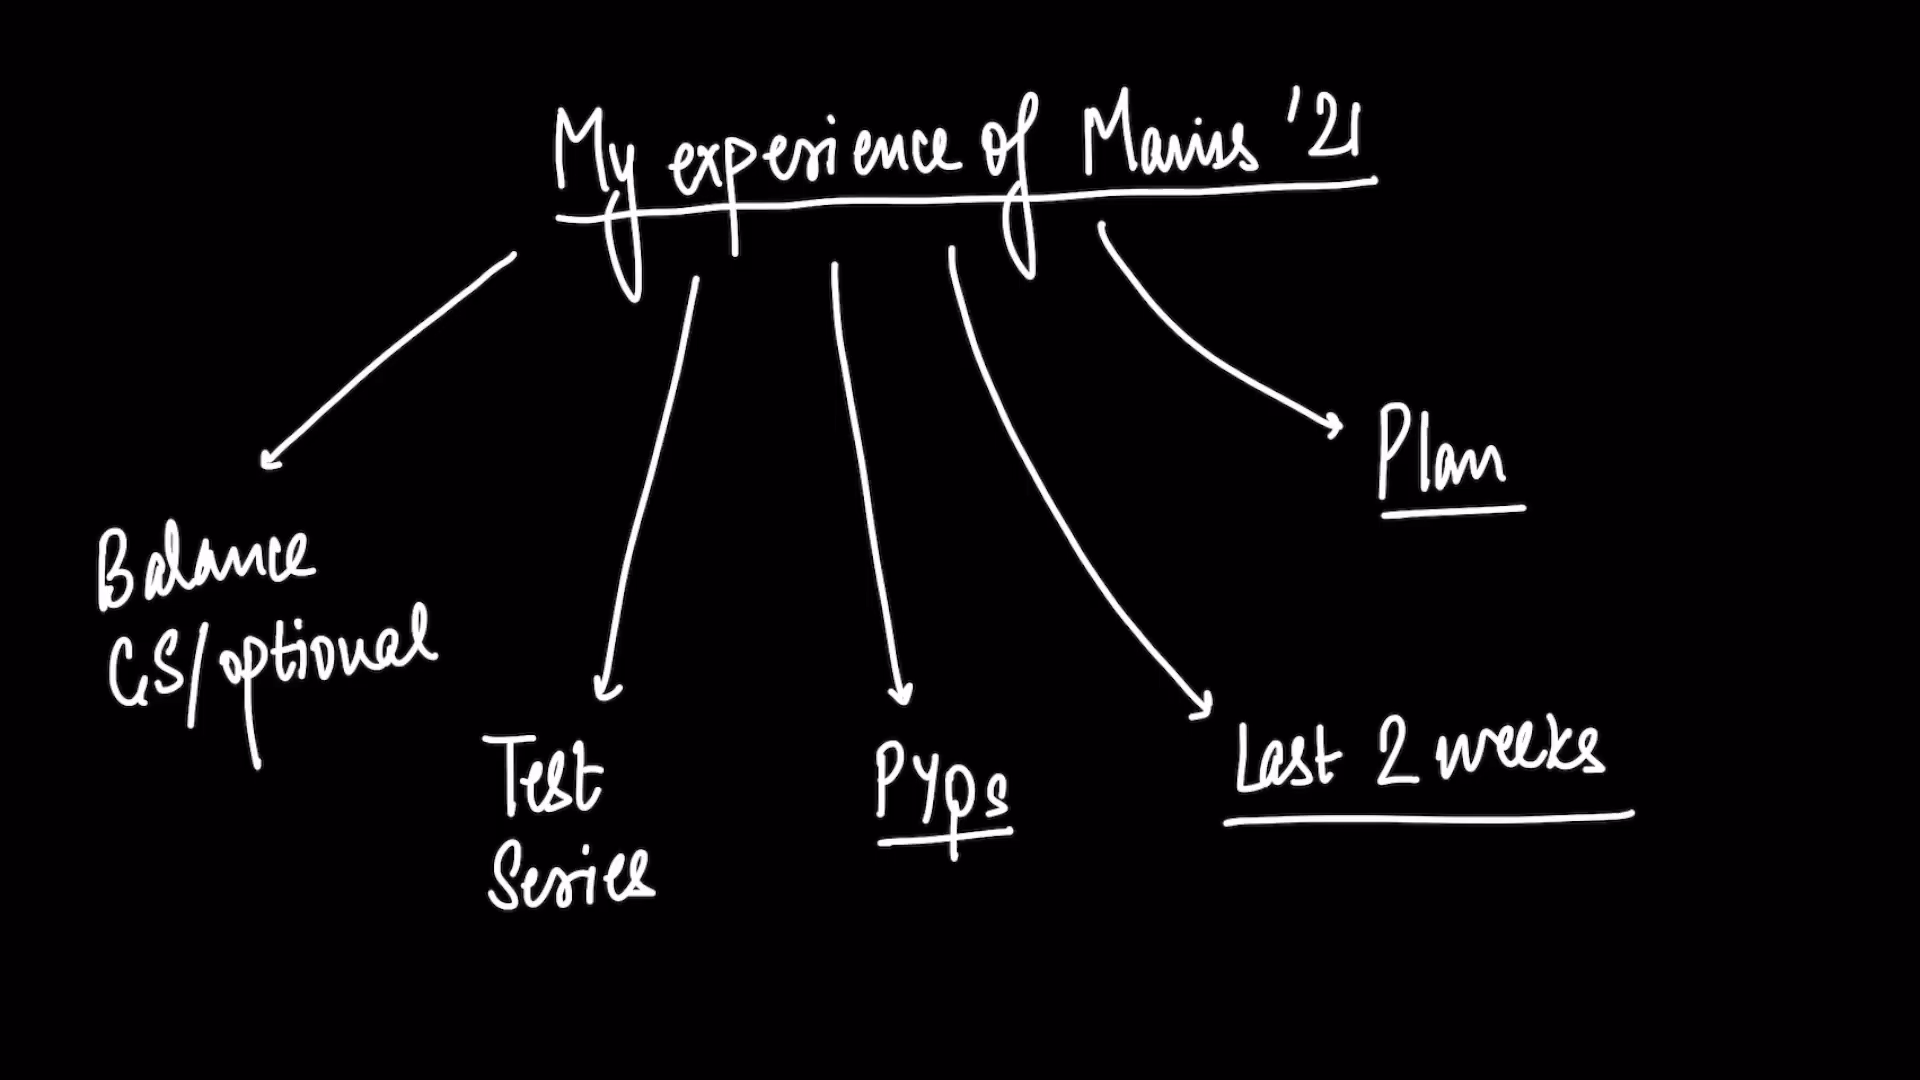 My experience of Mains '21
Plan
Balance
GS/optional
Test
Series
PYPs
Last 2 weeks